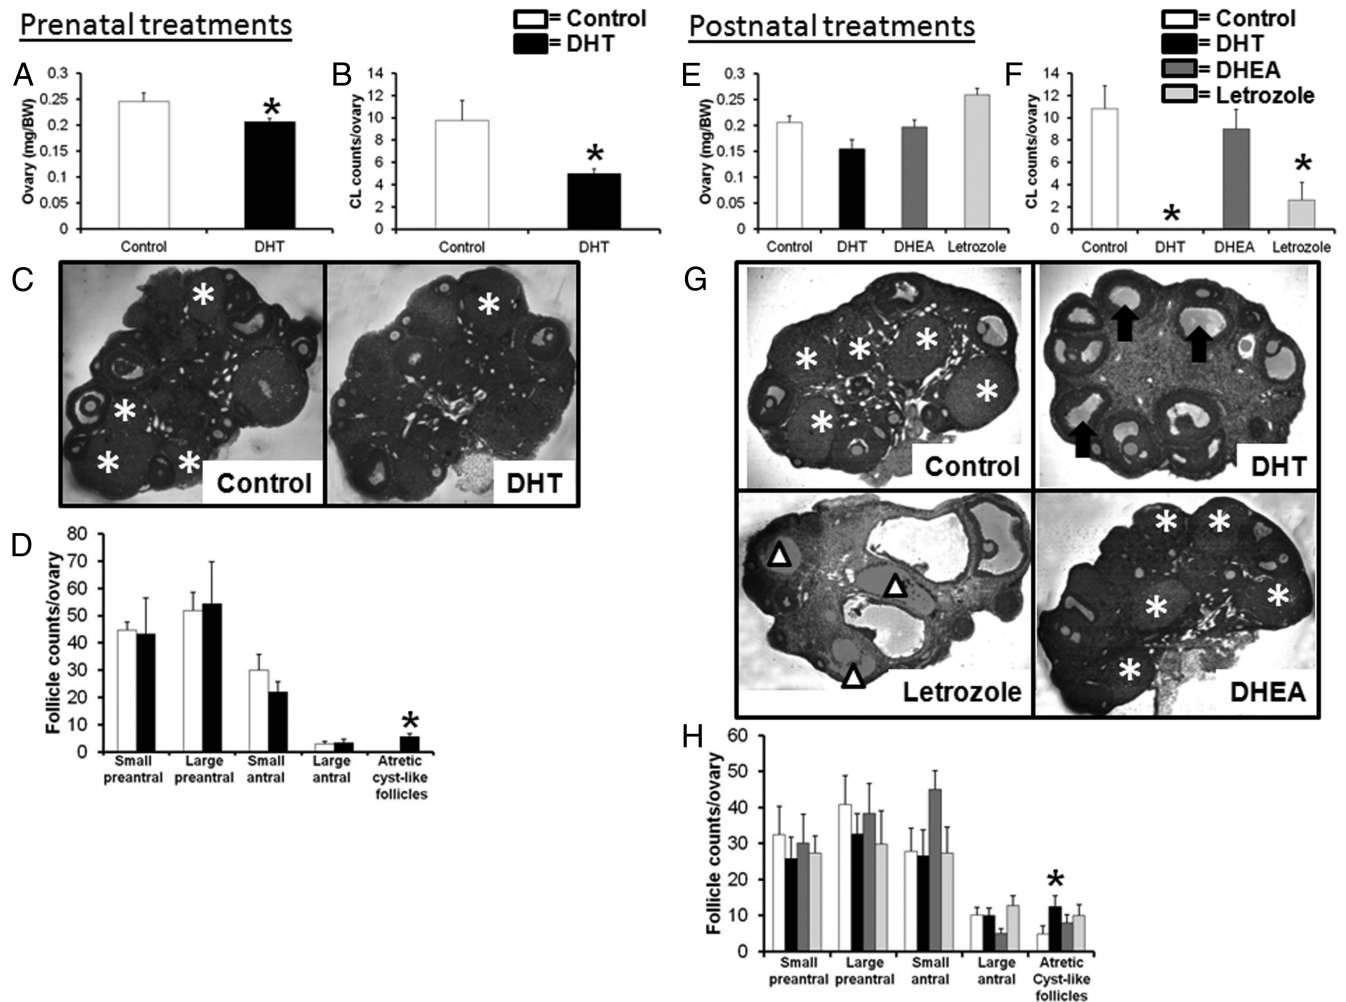 Prenatal treatments
= Control
= DHT
Postnatal treatments
= Control
= DHT
= DHEA
= Letrozole
A
Ovary (mg/BW)
0.3
0.25
0.2
0.15
0.1
0.05
0
*
Control DHT
B
CL counts/ovary
14
12
10
8
6
4
2
0
*
Control DHT
E
Ovary (mg/BW)
0.3
0.25
0.2
0.15
0.1
0.05
0
Control DHT DHEA Letrozole
F
CL counts/ovary
14
12
10
8
6
4
2
0
* *
Control DHT DHEA Letrozole
C
* * * *
Control
*
DHT
G
* * * * *
Control
DHT
Letrozole
* * * * *
DHEA
D
Follicle counts/ovary
80
70
60
50
40
30
20
10
0
*
Small Large Small Large Atretic
preantral preantral antral antral cyst-like
follicles
H
Follicle counts/ovary
60
50
40
30
20
10
0
*
Small Large Small Large Atretic
preantral preantral antral antral Cyst-like
follicles